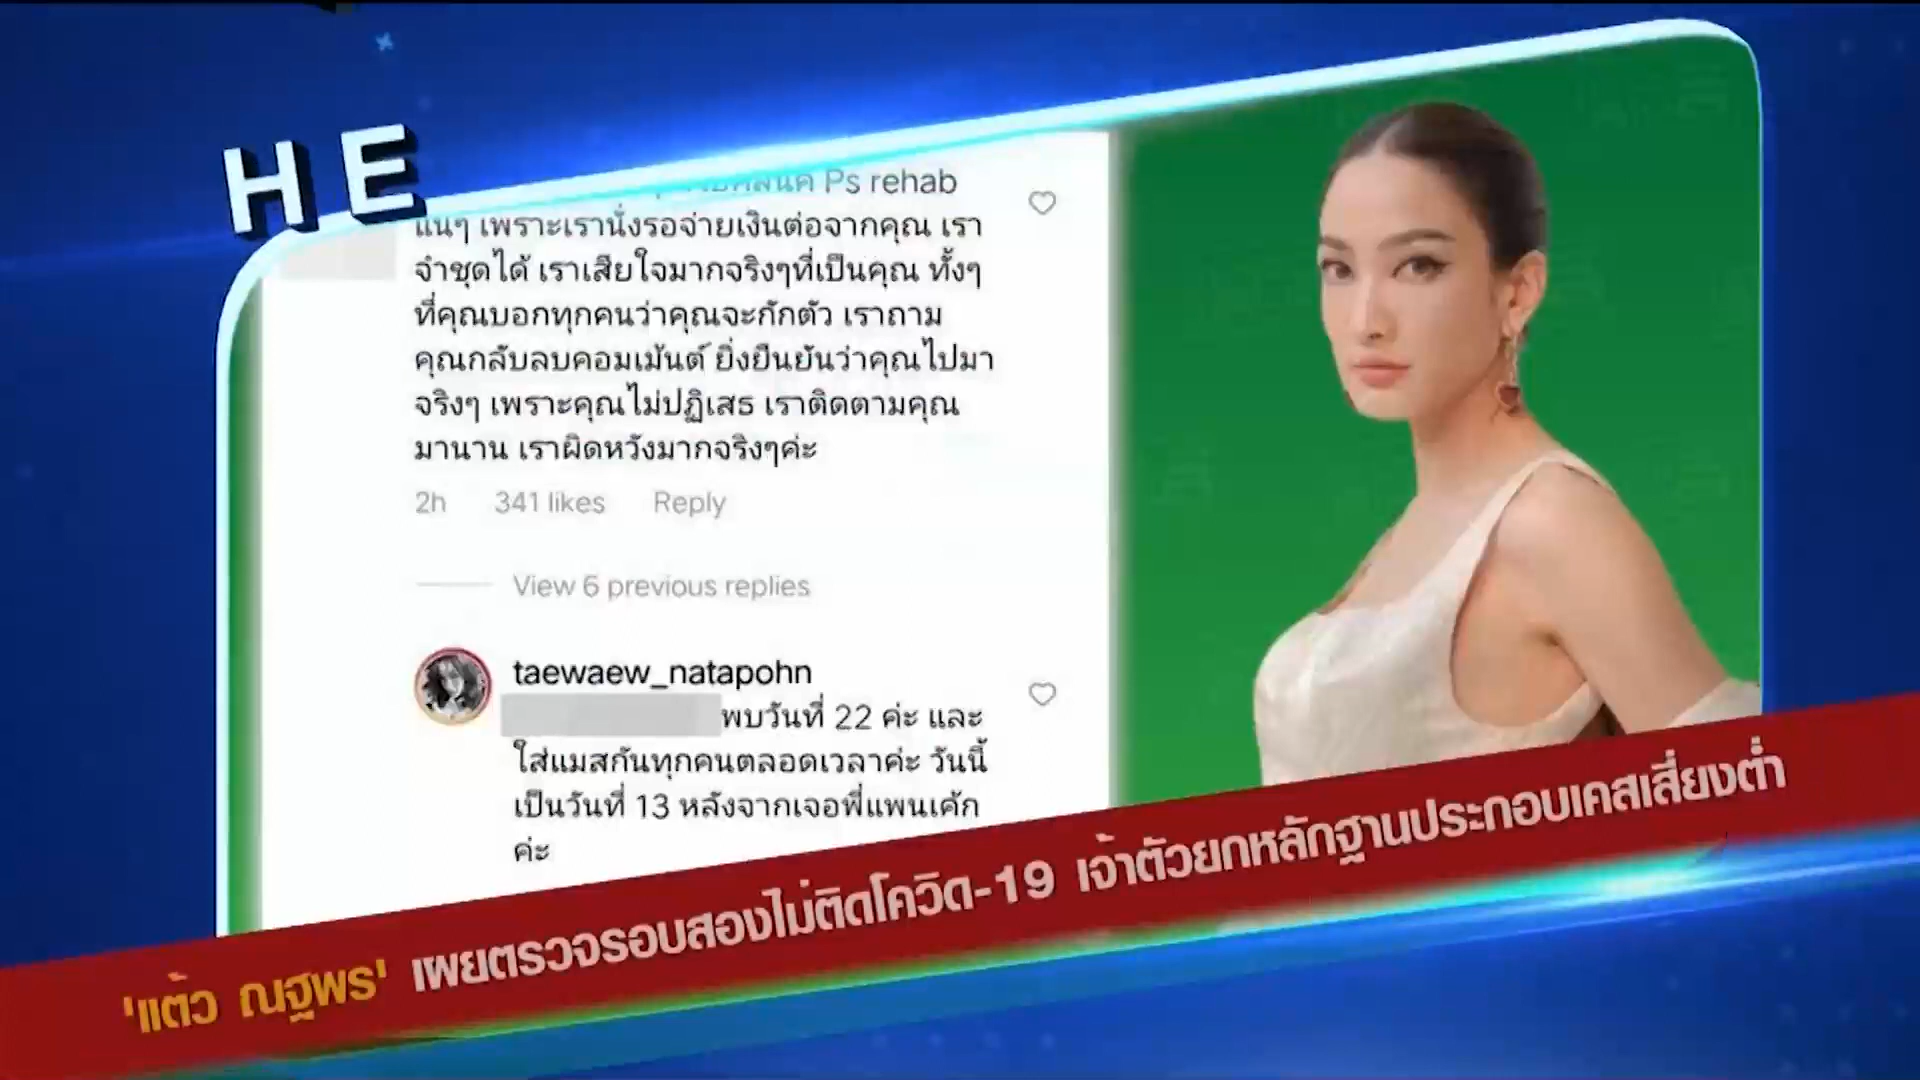 HE
Ps rehab
แน่ๆ เพราะเรานั่งรอจ่ายเงินต่อจากคุณ เรา
จำชุดได้ เราเสียใจมากจริงๆที่เป็นคุณ ทั้งๆ
ที่คุณบอกทุกคนว่าคุณจะกักตัว เราถาม
คุณกลับลบคอมเม้นต์ ยิ่งยืนยันว่าคุณไปมา
จริงๆ เพราะคุณไม่ปฏิเสธ เราติดตามคุณ
มานาน เราผิดหวังมากจริงๆค่ะ
2h 341 likes Reply
View 6 previous replies
taewaew_natapohn
พบวันที่ 22 ค่ะ และ
ใส่แมสกันทุกคนตลอดเวลาค่ะ วันนี้
เป็นวันที่ 13 หลังจากเจอพี่แพนเค้ก
ค่ะ
'แต้ว ณฐพร' เผยตรวจรอบสองไม่ติดโควิด-19 เจ้าตัวยกหลักฐานประกอบเคสเสี่ยงต่ำ